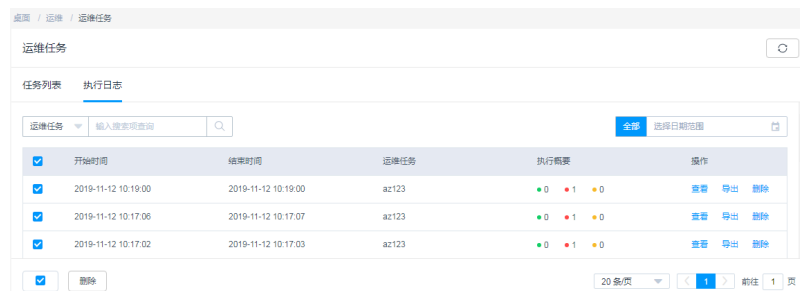 桌面 / 运维 / 运维任务
运维任务
任务列表 执行日志
运维任务 输入搜索项查询 全部 选择日期范围
开始时间 结束时间 运维任务 执行概要 操作
2019-11-12 10:19:00 2019-11-12 10:19:00 az123 0 1 0 查看 导出 删除
2019-11-12 10:17:06 2019-11-12 10:17:07 az123 0 1 0 查看 导出 删除
2019-11-12 10:17:02 2019-11-12 10:17:03 az123 0 1 0 查看 导出 删除
删除 20 条/页 1 前往 1 页